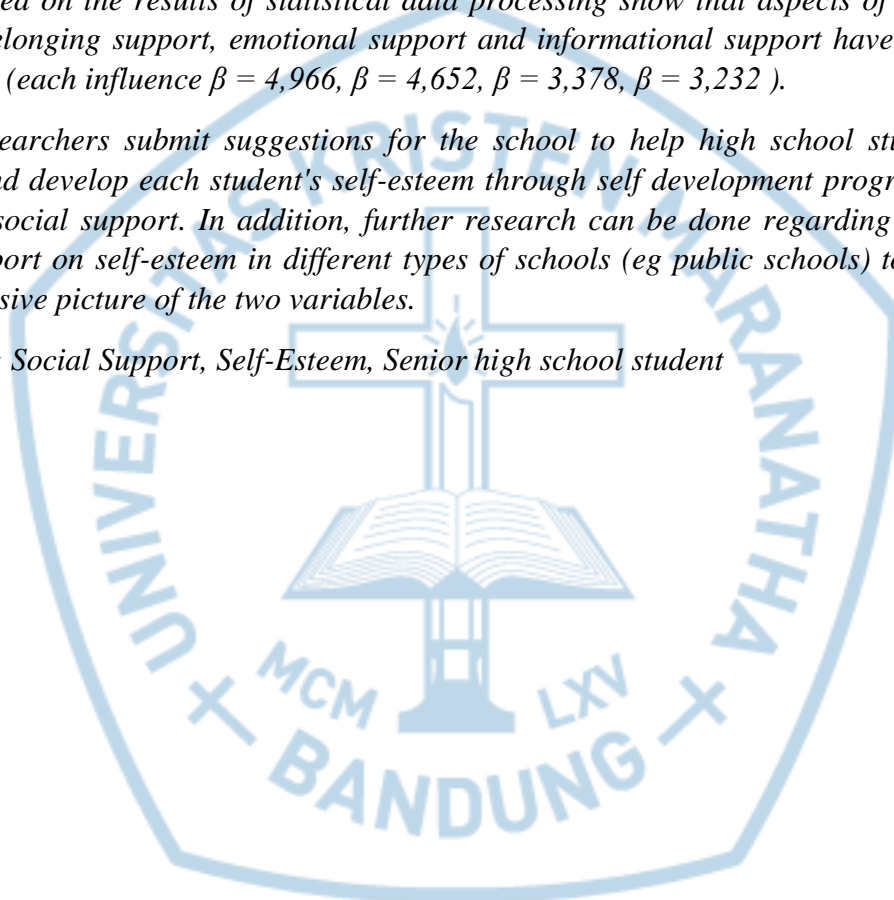 ed on the results of statistical data processing show that aspects of
elonging support, emotional support and informational support have
(each influence β = 4,966, β = 4,652, β = 3,378, β = 3,232 ).
earchers submit suggestions for the school to help high school stu
nd develop each student's self-esteem through self development progr
social support. In addition, further research can be done regarding
port on self-esteem in different types of schools (eg public schools) to
sive picture of the two variables.
: Social Support, Self-Esteem, Senior high school student
UNIVERSITAS KRISTEN MARANATHA
MCM LXV
BANDUNG